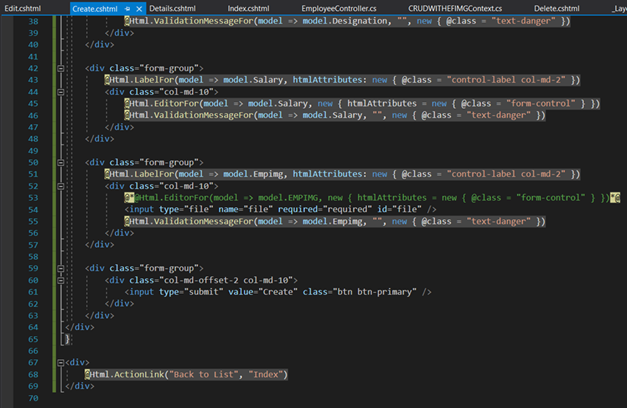 Edit.cshtml Create.cshtml Details.cshtml Index.cshtml EmployeeController.cs CRUDWITHEFIMGContext.cs Delete.cshtml _Layo
38 @Html.ValidationMessageFor(model => model.Designation, "", new { @class = "text-danger" })
39 </div>
40 </div>
41
42 <div class="form-group">
43 @Html.LabelFor(model => model.Salary, htmlAttributes: new { @class = "control-label col-md-2" })
44 <div class="col-md-10">
45 @Html.EditorFor(model => model.Salary, new { htmlAttributes = new { @class = "form-control" } })
46 @Html.ValidationMessageFor(model => model.Salary, "", new { @class = "text-danger" })
47 </div>
48 </div>
49
50 <div class="form-group">
51 @Html.LabelFor(model => model.Empimg, htmlAttributes: new { @class = "control-label col-md-2" })
52 <div class="col-md-10">
53 @*@Html.EditorFor(model => model.EMPIMG, new { htmlAttributes = new { @class = "form-control" } })*@
54 <input type="file" name="file" required="required" id="file" />
55 @Html.ValidationMessageFor(model => model.Empimg, "", new { @class = "text-danger" })
56 </div>
57 </div>
58
59 <div class="form-group">
60 <div class="col-md-offset-2 col-md-10">
61 <input type="submit" value="Create" class="btn btn-primary" />
62 </div>
63 </div>
64 </div>
65 }
66
67 <div>
68 @Html.ActionLink("Back to List", "Index")
69 </div>
70